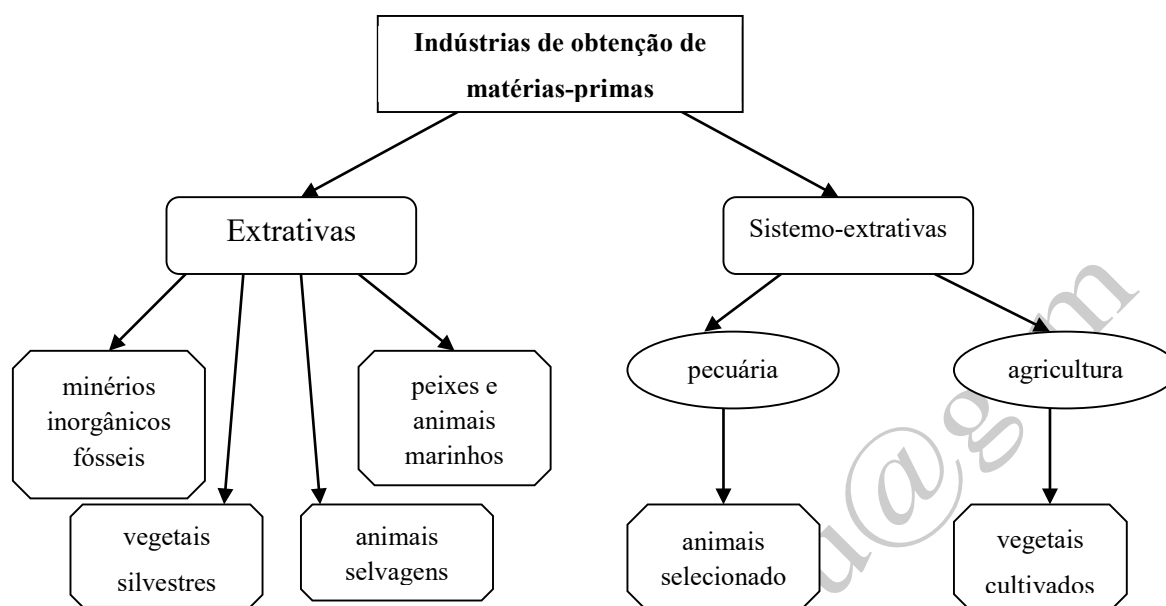 Indústrias de obtenção de
matérias-primas
Extrativas
Sistemo-extrativas
minérios
inorgânicos
fósseis
peixes e
animais
marinhos
pecuária
agricultura
vegetais
silvestres
animais
selvagens
animais
selecionado
vegetais
cultivados
u@g
m